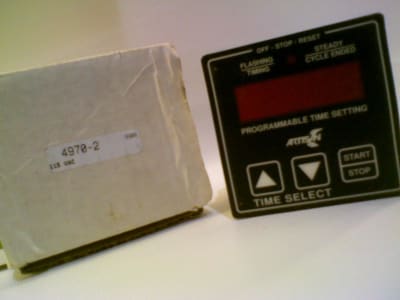 4970-2
115 VAC
OFF - STOP - RESET
FLASHING
TIMING
STEADY
CYCLE ENDED
PROGRAMMABLE TIME SETTING
ARTISAN
START
STOP
TIME SELECT